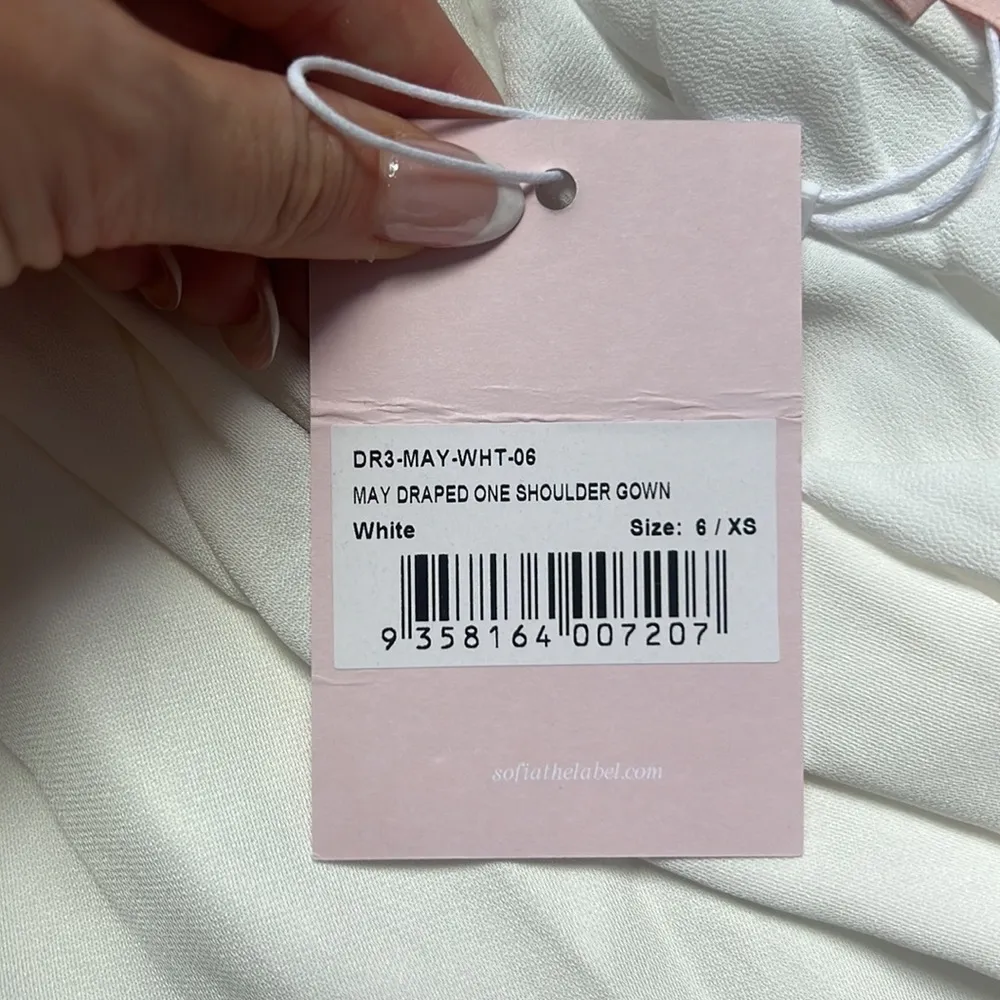 DR3-MAY-WHT-06
MAY DRAPED ONE SHOULDER GOWN
White Size: 6 / XS
9 358164 007207
sofiathelabel.com